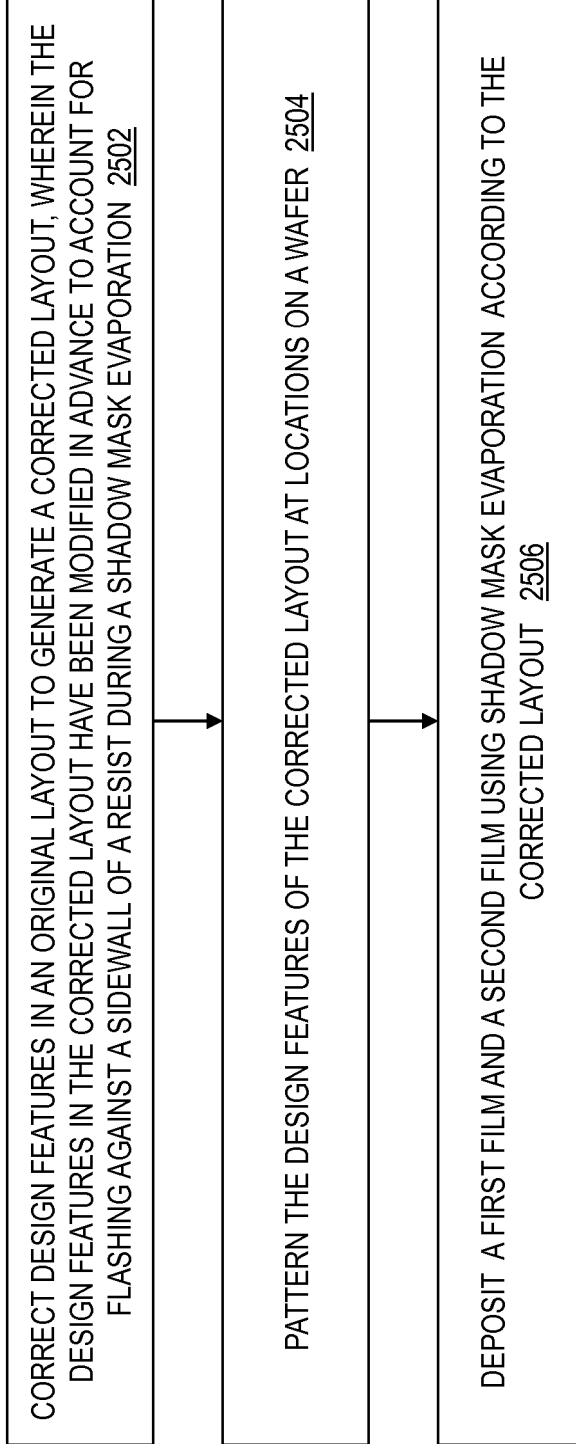 CORRECT DESIGN FEATURES IN AN ORIGINAL LAYOUT TO GENERATE A CORRECTED LAYOUT, WHEREIN THE
DESIGN FEATURES IN THE CORRECTED LAYOUT HAVE BEEN MODIFIED IN ADVANCE TO ACCOUNT FOR
FLASHING AGAINST A SIDEWALL OF A RESIST DURING A SHADOW MASK EVAPORATION 2502
PATTERN THE DESIGN FEATURES OF THE CORRECTED LAYOUT AT LOCATIONS ON A WAFER 2504
DEPOSIT A FIRST FILM AND A SECOND FILM USING SHADOW MASK EVAPORATION ACCORDING TO THE
CORRECTED LAYOUT 2506